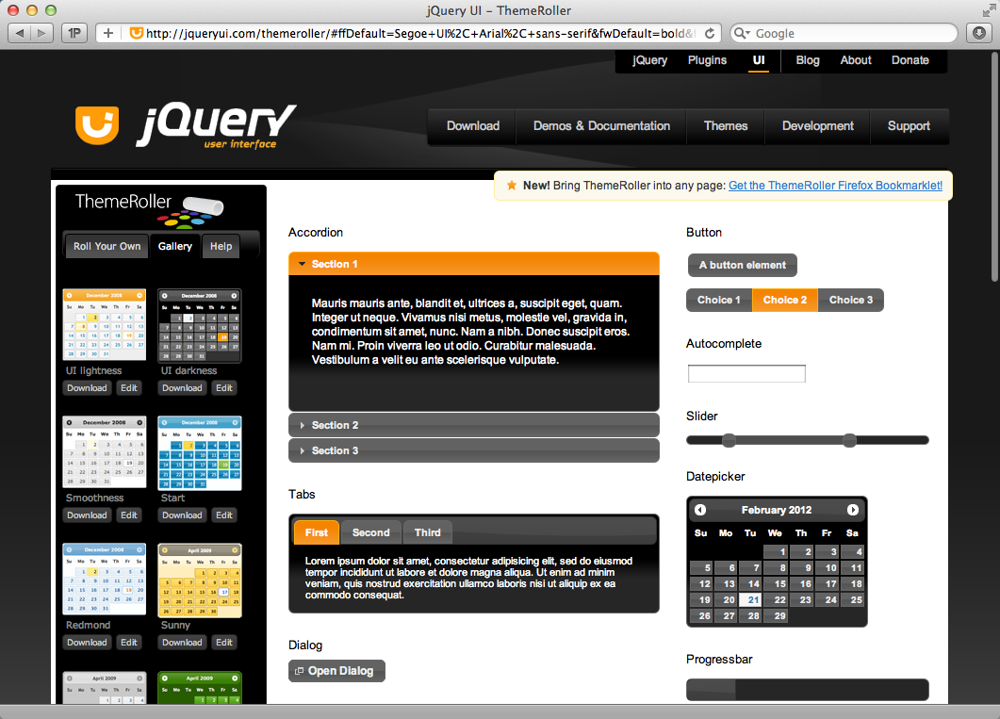 jQuery UI – ThemeRoller
1P
http://jqueryui.com/themeroller/#ffDefault=Segoe+UI%2C+Arial%2C+sans-serif&fwDefault=bold&
Google
jQuery Plugins UI Blog About Donate
jQuery
user interface
Download Demos & Documentation Themes Development Support
New! Bring ThemeRoller into any page: Get the ThemeRoller Firefox Bookmarklet!
ThemeRoller
Roll Your Own Gallery Help
December 2008 December 2008
UI lightness UI darkness
Download Edit Download Edit
December 2008 December 2008
Smoothness Start
Download Edit Download Edit
December 2008 April 2009
Redmond Sunny
Download Edit Download Edit
April 2009 April 2009
Accordion
Section 1
Mauris mauris ante, blandit et, ultrices a, suscipit eget, quam.
Integer ut neque. Vivamus nisi metus, molestie vel, gravida in,
condimentum sit amet, nunc. Nam a nibh. Donec suscipit eros.
Nam mi. Proin viverra leo ut odio. Curabitur malesuada.
Vestibulum a velit eu ante scelerisque vulputate.
Section 2
Section 3
Tabs
First Second Third
Lorem ipsum dolor sit amet, consectetur adipisicing elit, sed do eiusmod
tempor incididunt ut labore et dolore magna aliqua. Ut enim ad minim
veniam, quis nostrud exercitation ullamco laboris nisi ut aliquip ex ea
commodo consequat.
Dialog
Open Dialog
Button
A button element
Choice 1 Choice 2 Choice 3
Autocomplete
Slider
Datepicker
February 2012
Su Mo Tu We Th Fr Sa
1 2 3 4
5 6 7 8 9 10 11
12 13 14 15 16 17 18
19 20 21 22 23 24 25
26 27 28 29
Progressbar